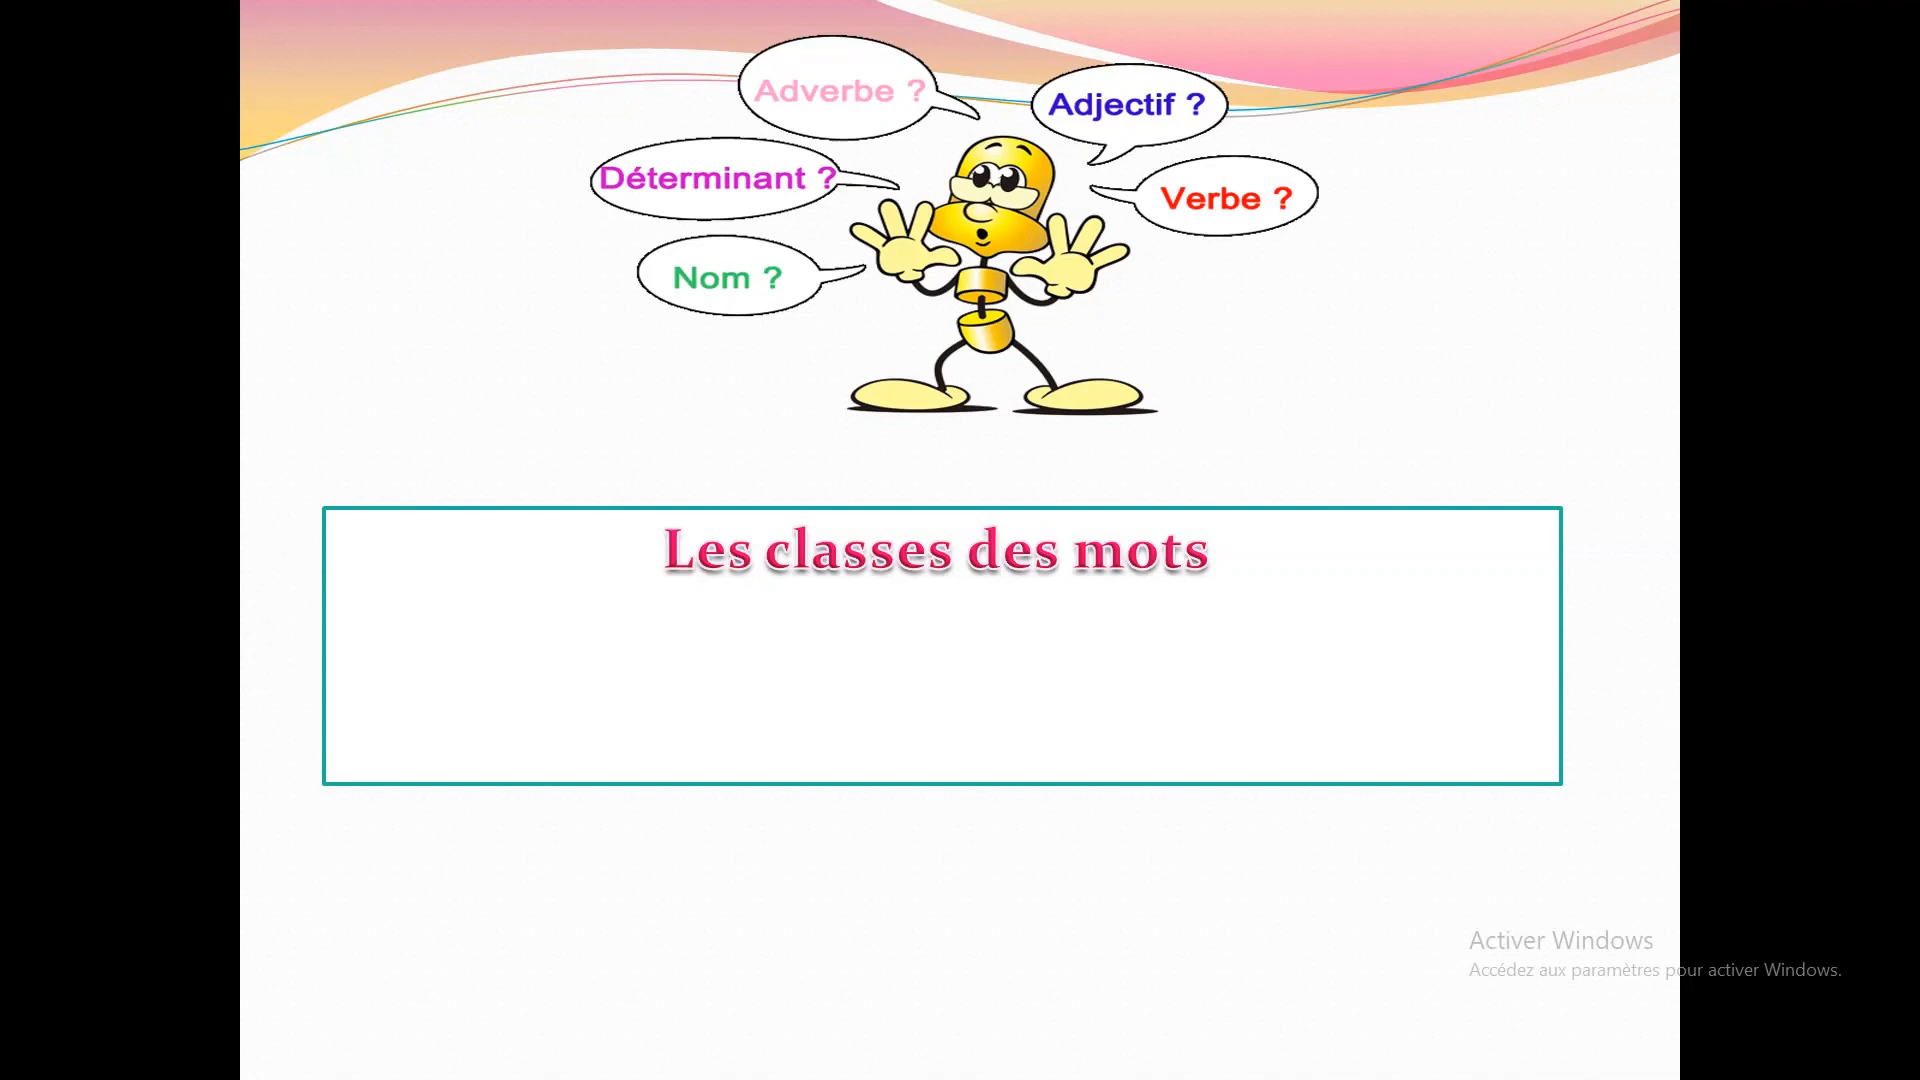 Adverbe ?
Adjectif ?
Déterminant ?
Verbe ?
Nom ?
Les classes des mots
Activer Windows
Accédez aux paramètres pour activer Windows.